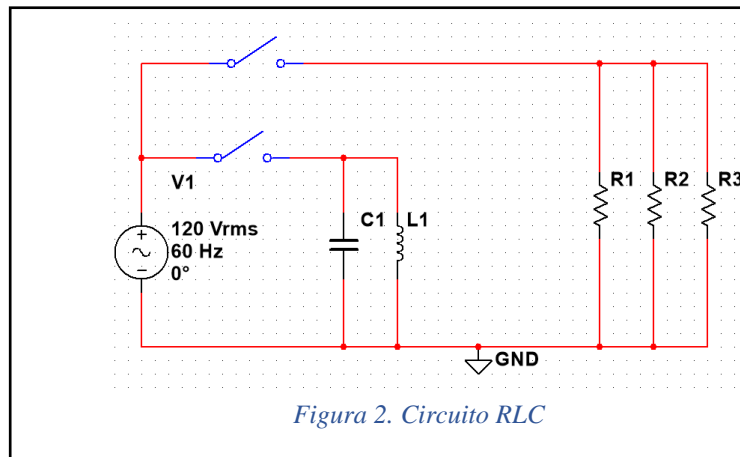 V1
120 Vrms
60 Hz
0°
C1
L1
R1
R2
R3
GND
Figura 2. Circuito RLC